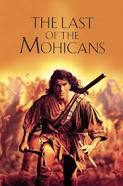 THE LAST
OF THE
MOHICANS